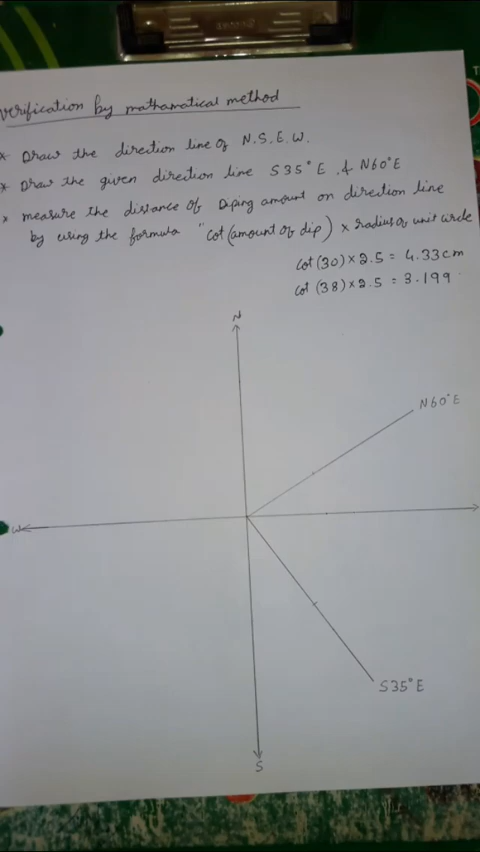 verification by mathamatical method
* Draw the direction line of N.S.E.W.
* Draw the given direction line S35°E & N60°E
* measure the distance of Diping amount on direction line
by using the formula "cot (amount of dip) × radius of unit circle
cot (30) × 2.5 = 4.33 cm
cot (38) × 2.5 = 3.199
N
N60°E
W
S35°E
S